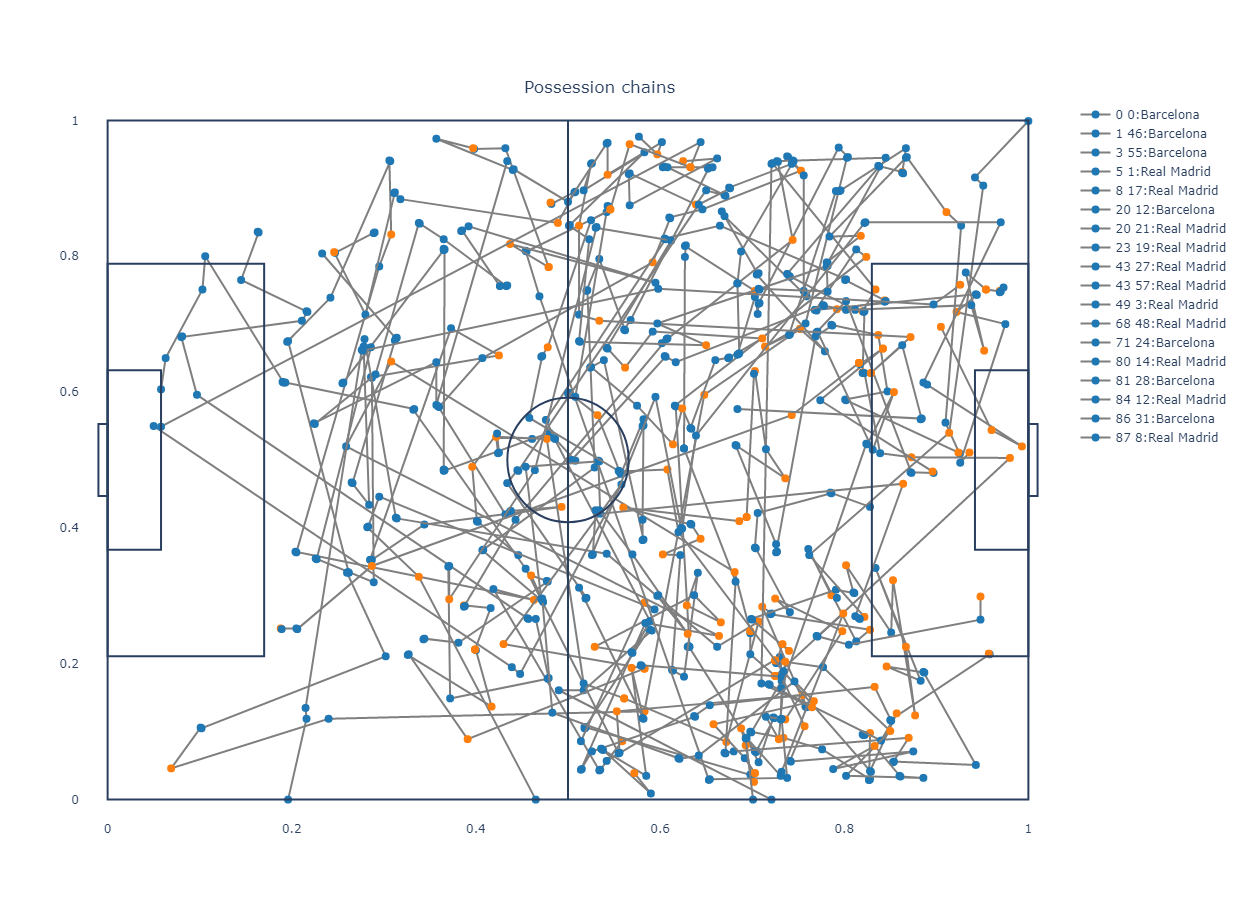 Possession chains
1
0.8
0.6
0.4
0.2
0
0
0.2
0.4
0.6
0.8
1
0 0:Barcelona
1 46:Barcelona
3 55:Barcelona
5 1:Real Madrid
8 17:Real Madrid
20 12:Barcelona
20 21:Real Madrid
23 19:Real Madrid
43 27:Real Madrid
43 57:Real Madrid
49 3:Real Madrid
68 48:Real Madrid
71 24:Barcelona
80 14:Real Madrid
81 28:Barcelona
84 12:Real Madrid
86 31:Barcelona
87 8:Real Madrid